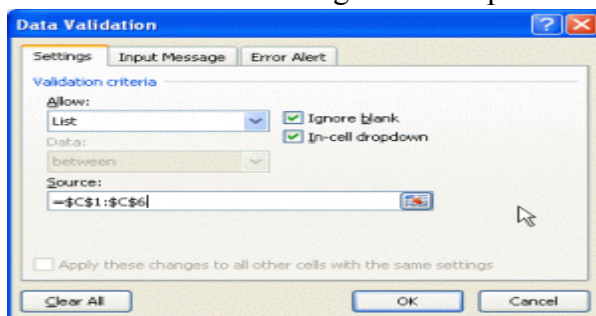 Data Validation
Settings Input Message Error Alert
Validation criteria
Allow:
List
Ignore blank
In-cell dropdown
Data:
between
Source:
=$C$1:$C$6
Apply these changes to all other cells with the same settings
Clear All OK Cancel